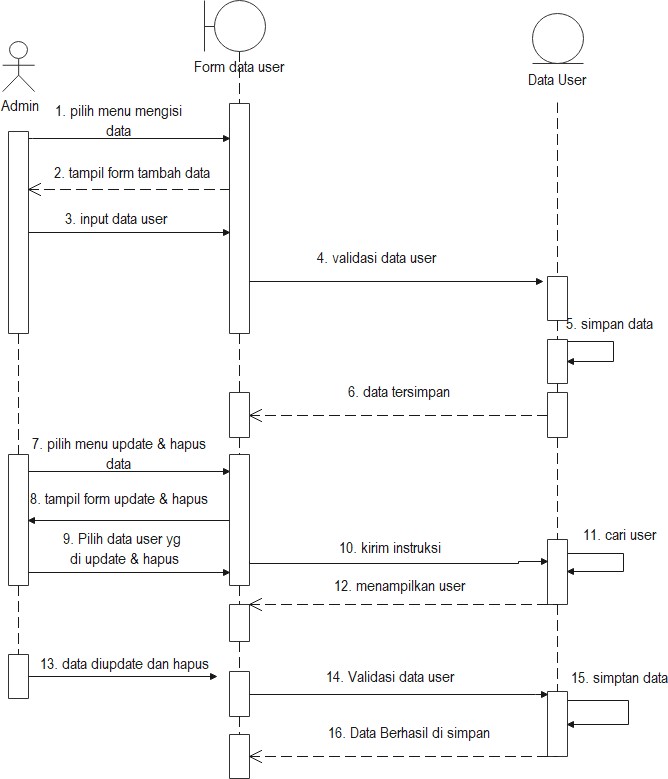 Form data user
Data User
Admin
1. pilih menu mengisi
data
2. tampil form tambah data
3. input data user
4. validasi data user
5. simpan data
6. data tersimpan
7. pilih menu update & hapus
data
8. tampil form update & hapus
9. Pilih data user yg
di update & hapus
10. kirim instruksi
11. cari user
12. menampilkan user
13. data diupdate dan hapus
14. Validasi data user
15. simptan data
16. Data Berhasil di simpan